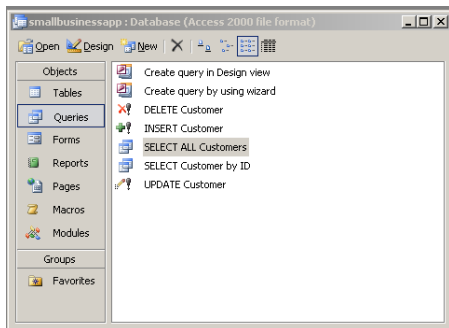 smallbusinessapp : Database (Access 2000 file format)
Open Design New
Objects
Tables
Queries
Forms
Reports
Pages
Macros
Modules
Groups
Favorites
Create query in Design view
Create query by using wizard
DELETE Customer
INSERT Customer
SELECT ALL Customers
SELECT Customer by ID
UPDATE Customer